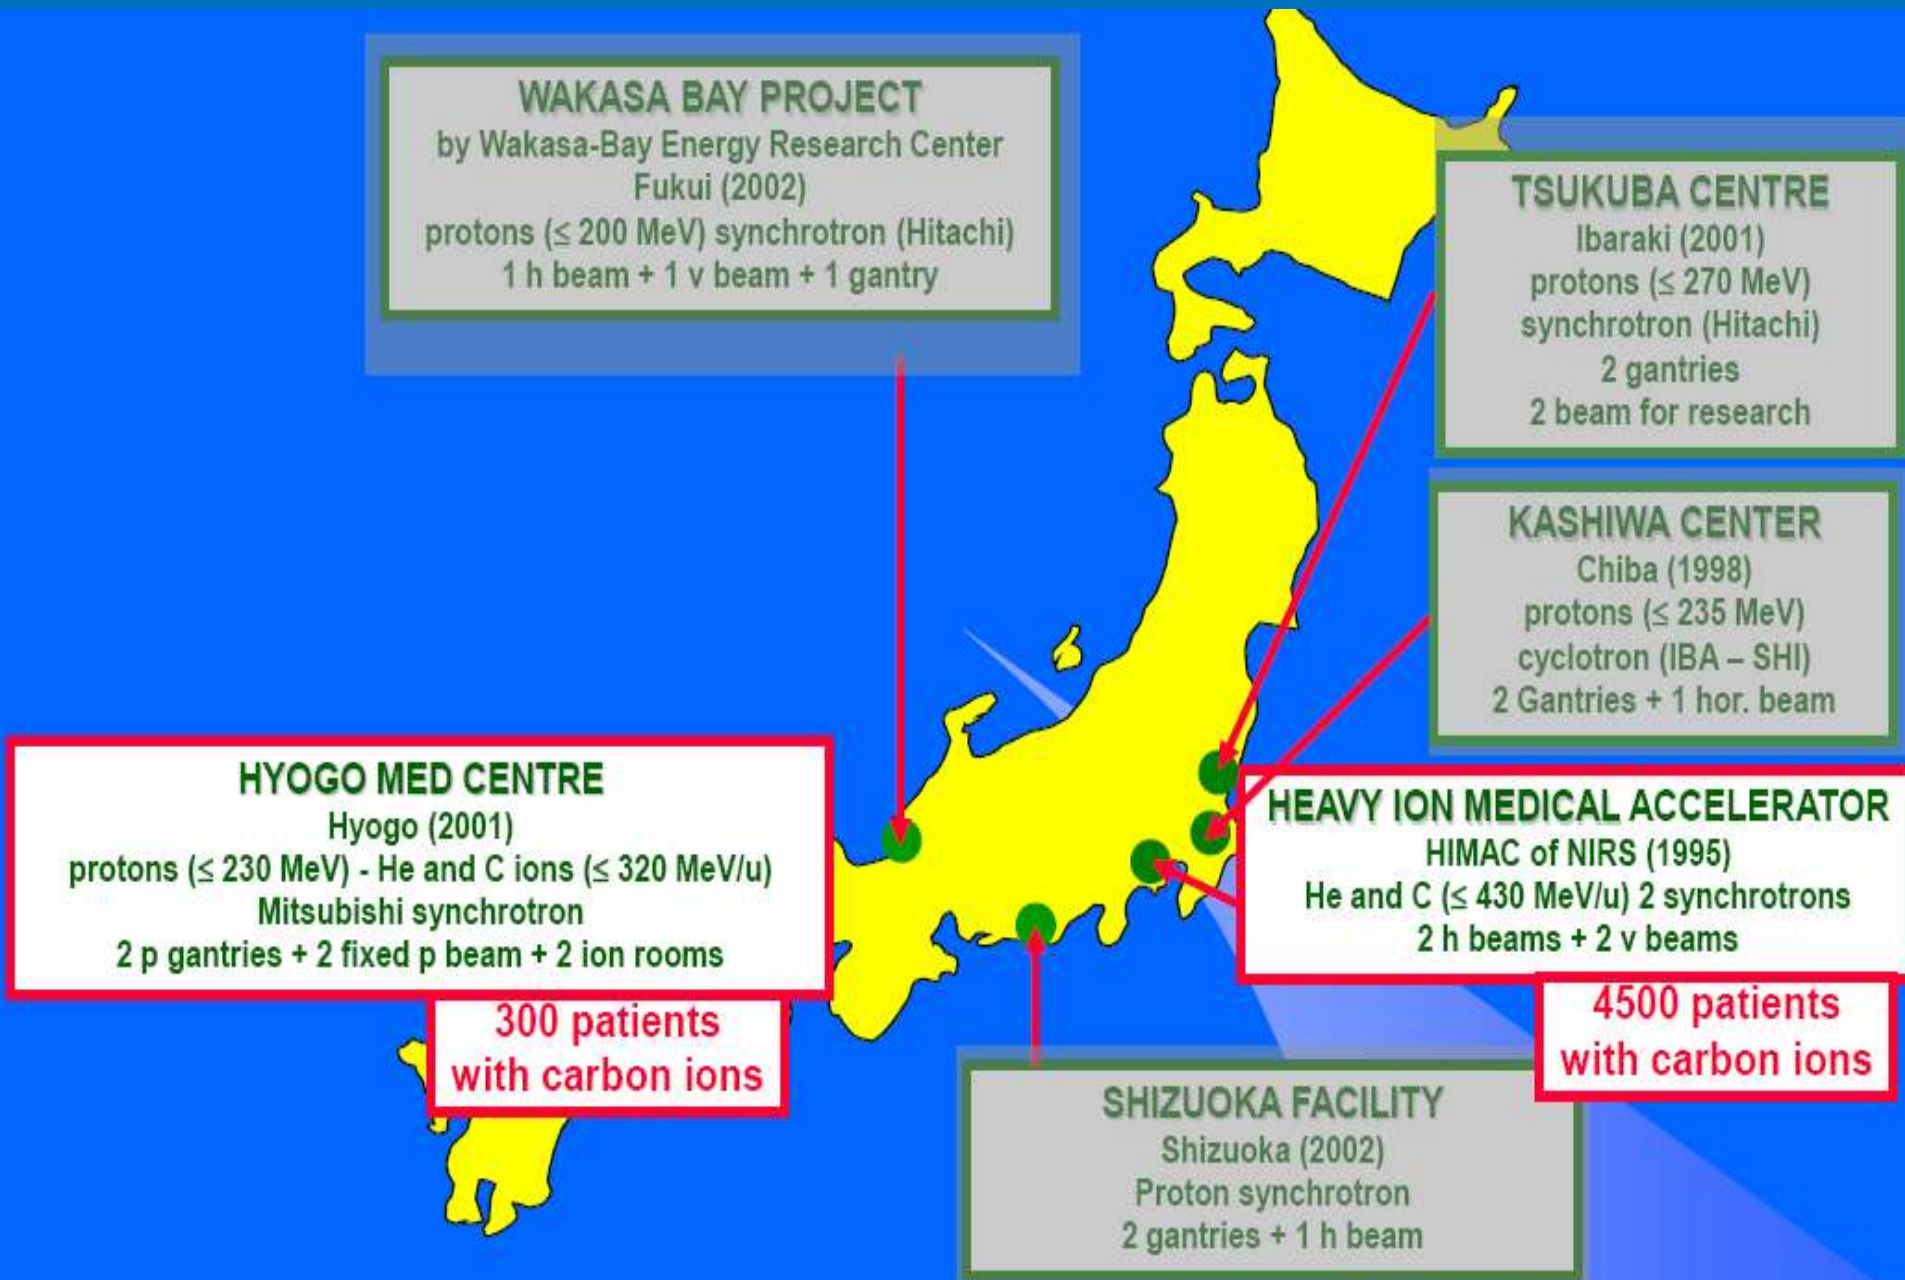 WAKASA BAY PROJECT
by Wakasa-Bay Energy Research Center
Fukui (2002)
protons (≤ 200 MeV) synchrotron (Hitachi)
1 h beam + 1 v beam + 1 gantry
TSUKUBA CENTRE
Ibaraki (2001)
protons (≤ 270 MeV)
synchrotron (Hitachi)
2 gantries
2 beam for research
KASHIWA CENTER
Chiba (1998)
protons (≤ 235 MeV)
cyclotron (IBA – SHI)
2 Gantries + 1 hor. beam
HYOGO MED CENTRE
Hyogo (2001)
protons (≤ 230 MeV) - He and C ions (≤ 320 MeV/u)
Mitsubishi synchrotron
2 p gantries + 2 fixed p beam + 2 ion rooms
300 patients
with carbon ions
HEAVY ION MEDICAL ACCELERATOR
HIMAC of NIRS (1995)
He and C (≤ 430 MeV/u) 2 synchrotrons
2 h beams + 2 v beams
4500 patients
with carbon ions
SHIZUOKA FACILITY
Shizuoka (2002)
Proton synchrotron
2 gantries + 1 h beam